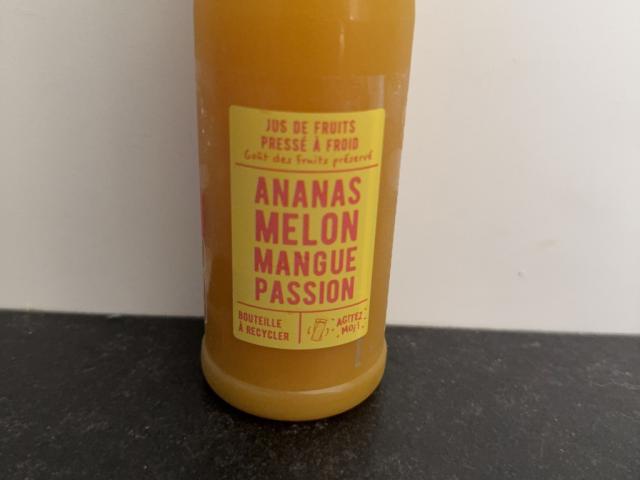 JUS DE FRUITS
PRESSÉ À FROID
Goût des fruits préservé
ANANAS
MELON
MANGUE
PASSION
BOUTEILLE
À RECYCLER
AGITEZ
MOI!